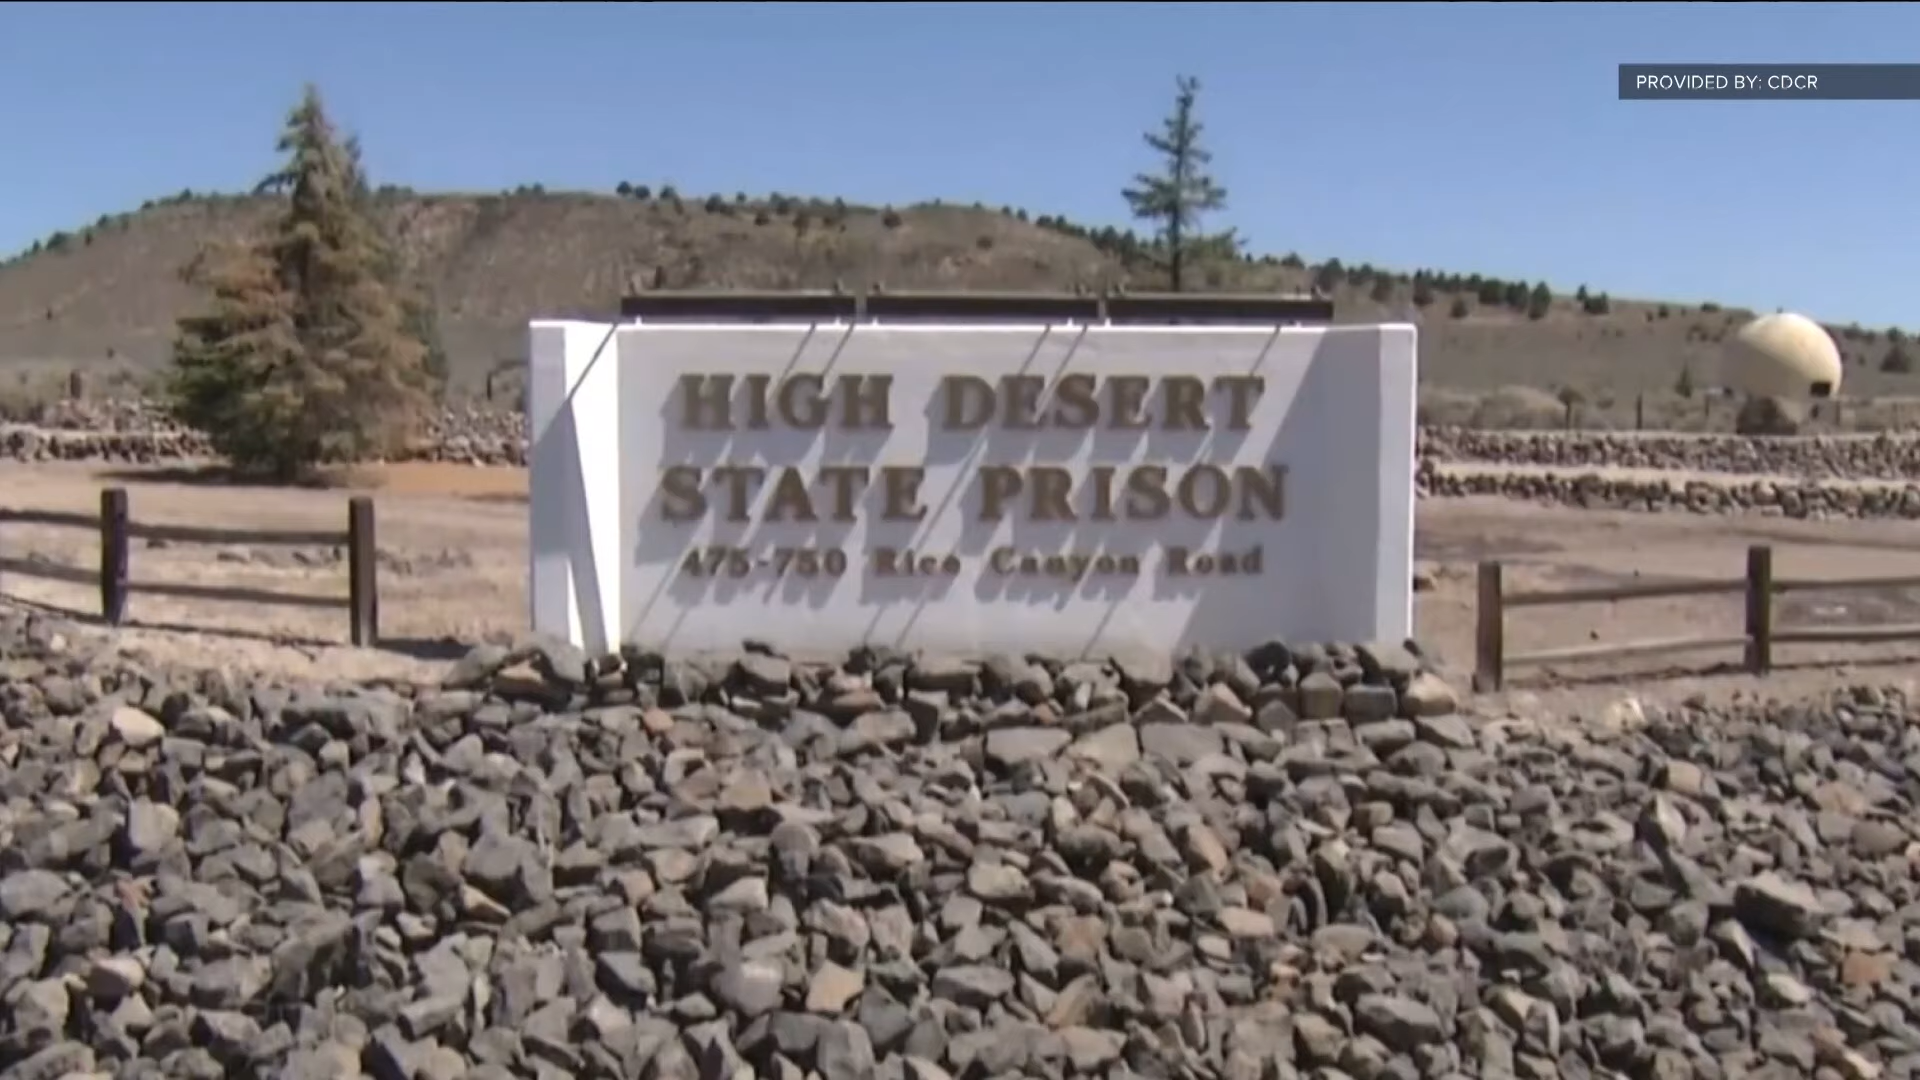 PROVIDED BY: CDCR
HIGH DESERT
STATE PRISON
475-750 Rice Canyon Road